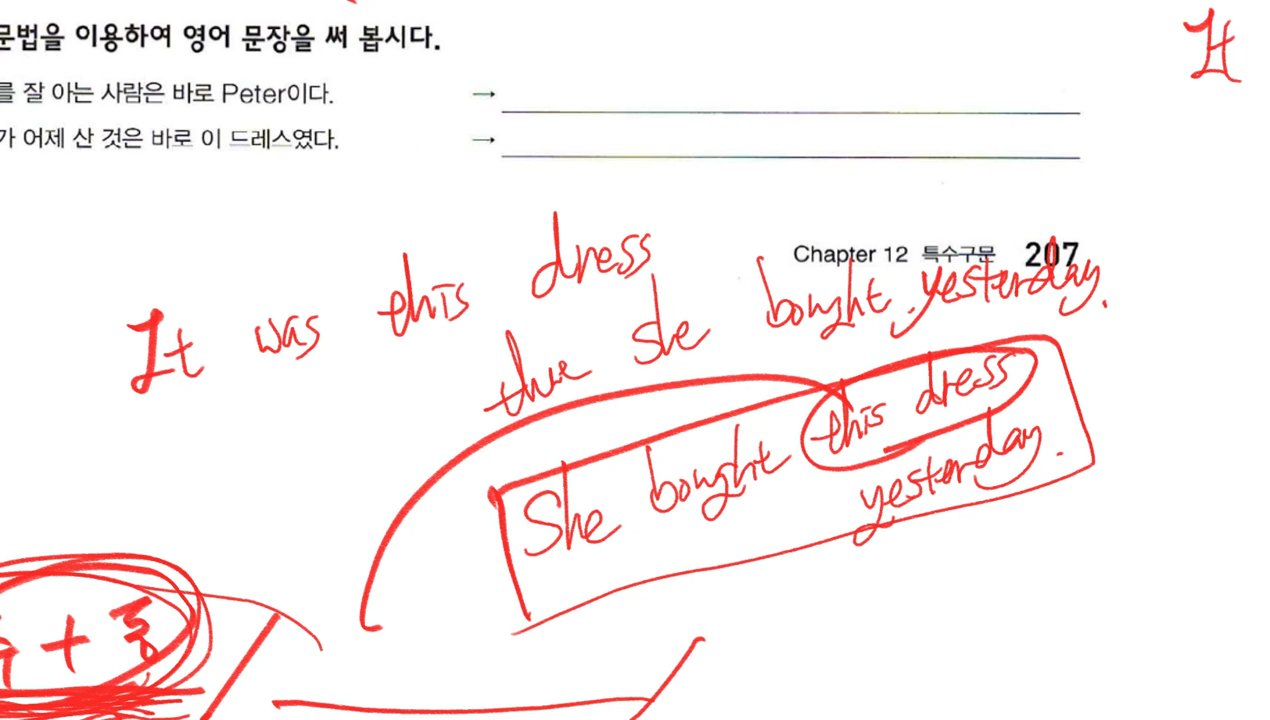 문법을 이용하여 영어 문장을 써 봅시다.
It
를 잘 아는 사람은 바로 Peter이다. →
가 어제 산 것은 바로 이 드레스였다. →
Chapter 12 특수구문 207
It was this dress
she bought yesterday.
She bought this dress
yesterday.
+ 동